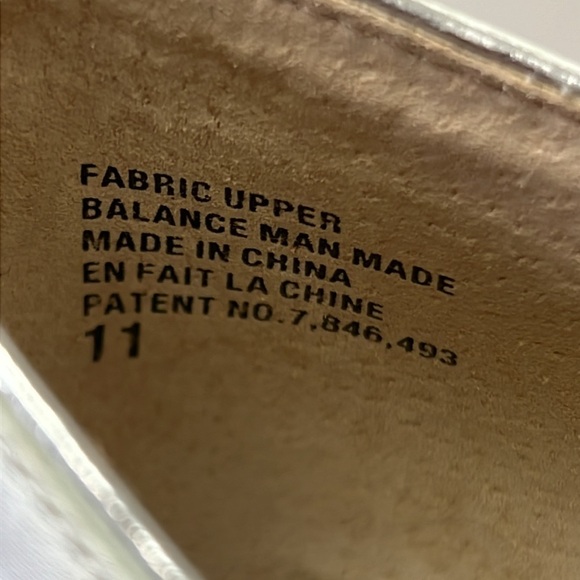 FABRIC UPPER
BALANCE MAN MADE
MADE IN CHINA
EN FAIT LA CHINE
PATENT NO.7,846,493
11